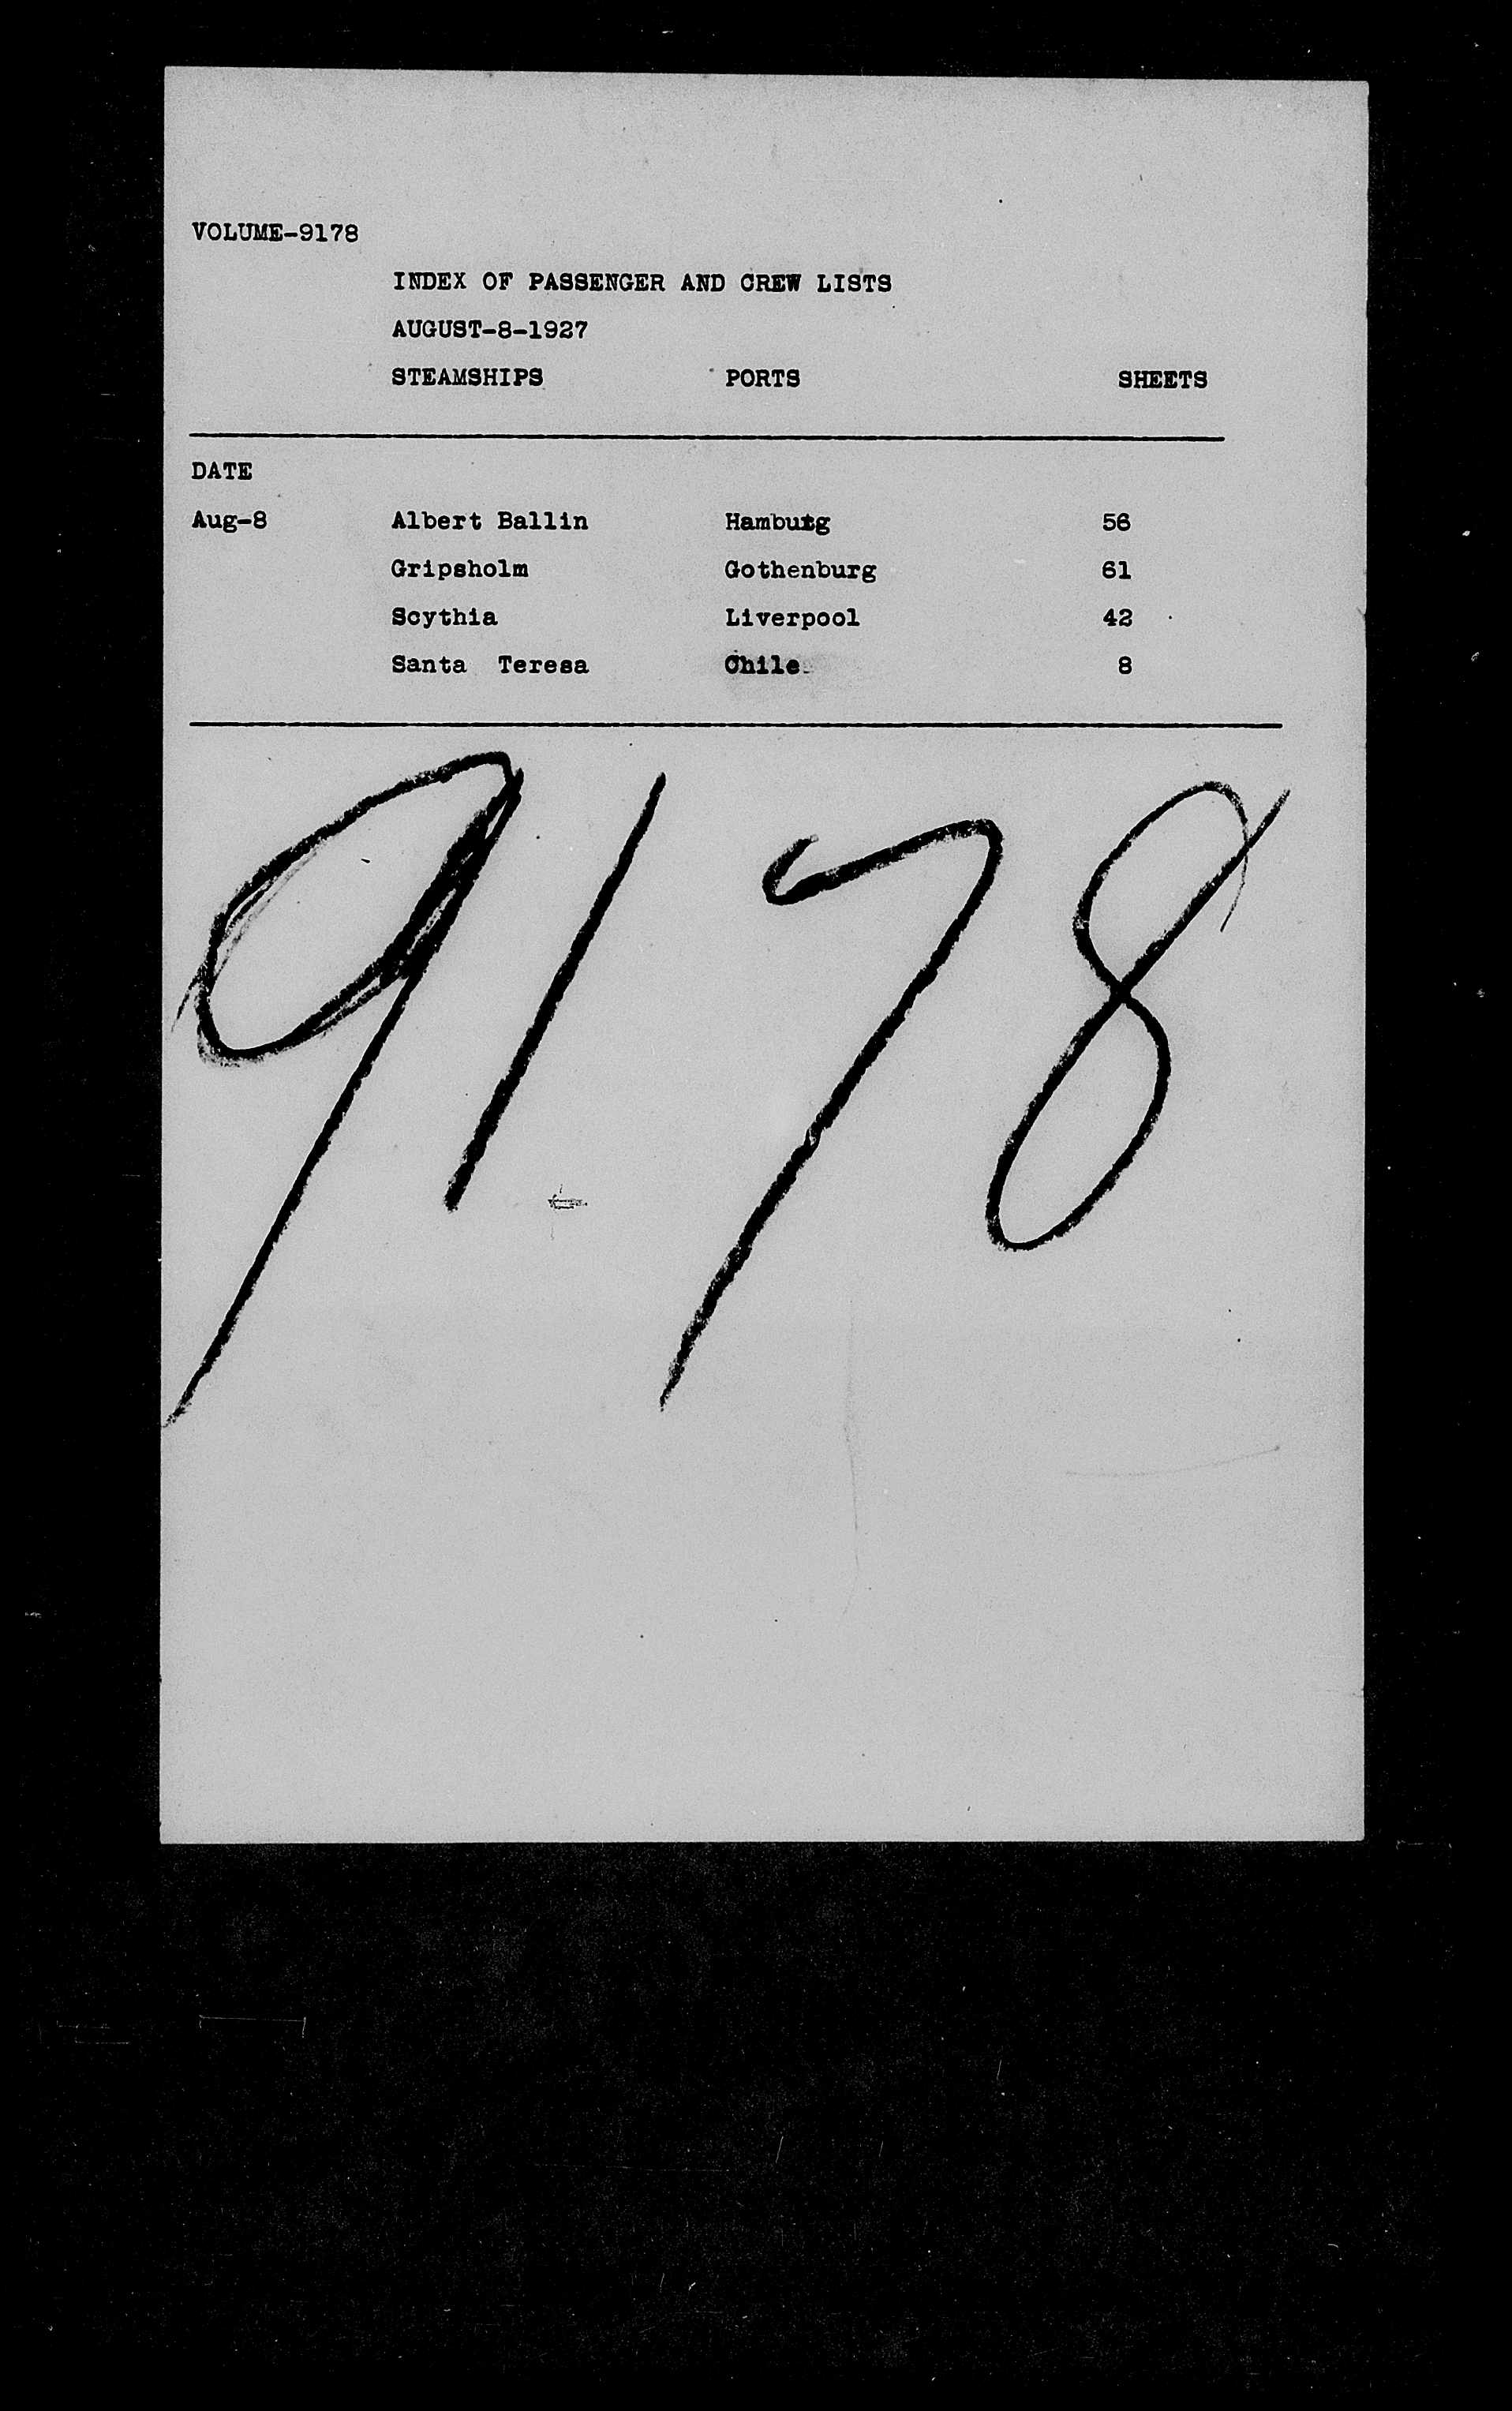 VOLUME-9178
INDEX OF PASSENGER AND CREW LISTS
AUGUST-8-1927
STEAMSHIPS PORTS SHEETS
DATE
Aug-8 Albert Ballin Hamburg 56
Gripsholm Gothenburg 61
Scythia Liverpool 42
Santa Teresa Chile 8
9178